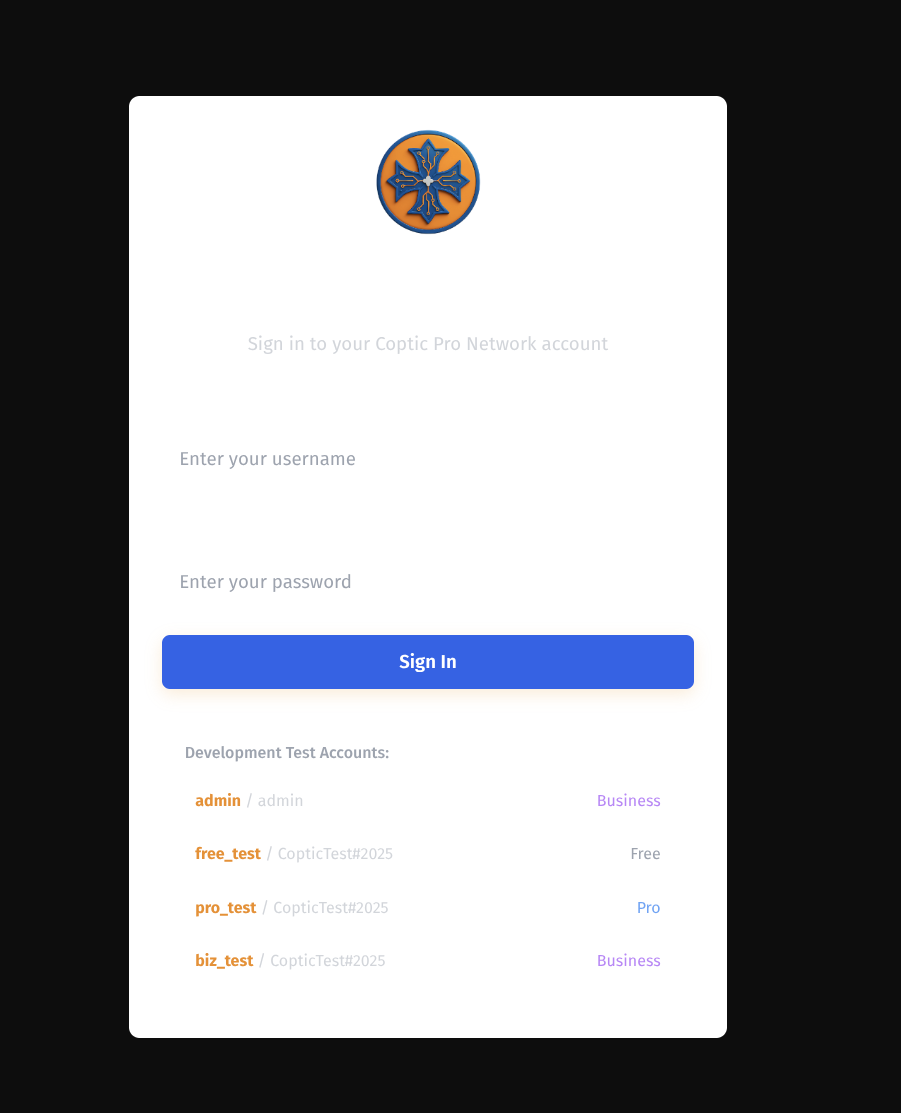 Sign in to your Coptic Pro Network account
Enter your username
Enter your password
Sign In
Development Test Accounts:
admin / admin Business
free_test / CopticTest#2025 Free
pro_test / CopticTest#2025 Pro
biz_test / CopticTest#2025 Business